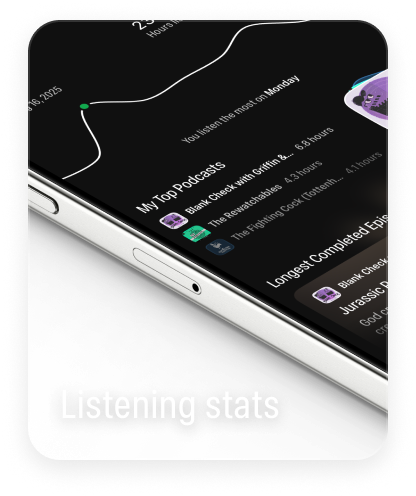 Hours
16, 2025
You listen the most on Monday
My Top Podcasts
Blank Check with Griffin &... 6.8 hours
The Rewatchables 4.3 hours
The Fighting Cock (Tottenh... 4.1 hours
Longest Completed Epis
Blank Check
Jurassic P
God c
Listening stats